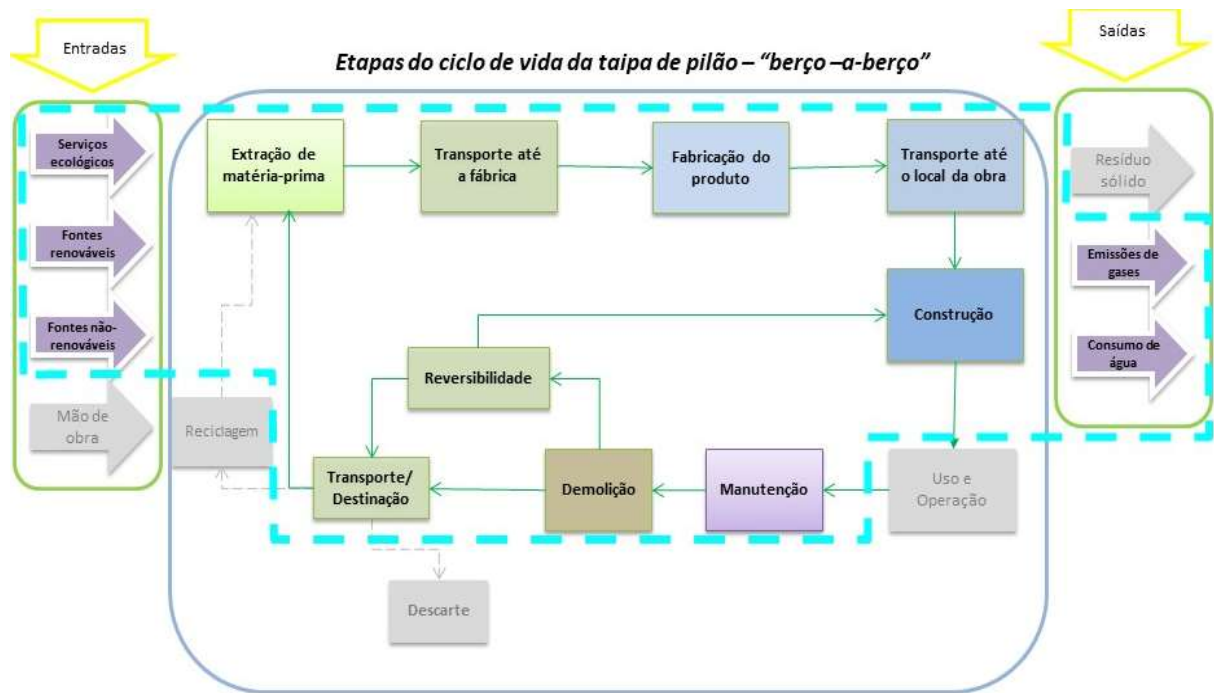 Entradas
Saídas
Etapas do ciclo de vida da taipa de pilão – “berço –a-berço”
Serviços
ecológicos
Fontes
renováveis
Fontes não-
renováveis
Mão de
obra
Extração de
matéria-prima
Transporte até
a fábrica
Fabricação do
produto
Transporte até
o local da obra
Construção
Reversibilidade
Reciclagem
Transporte/
Destinação
Demolição
Manutenção
Uso e
Operação
Descarte
Resíduo
sólido
Emissões de
gases
Consumo de
água